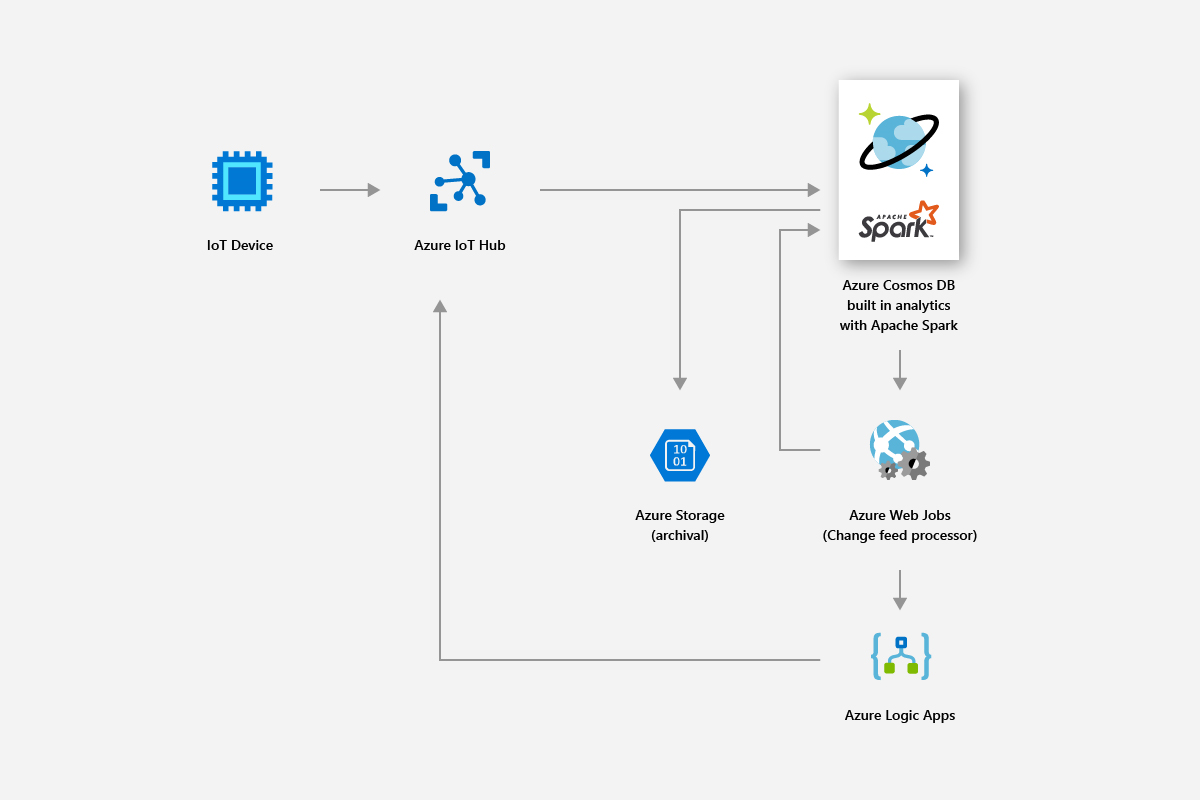 APACHE
Spark™
IoT Device
Azure IoT Hub
Azure Cosmos DB
built in analytics
with Apache Spark
10
01
Azure Storage
(archival)
Azure Web Jobs
(Change feed processor)
Azure Logic Apps